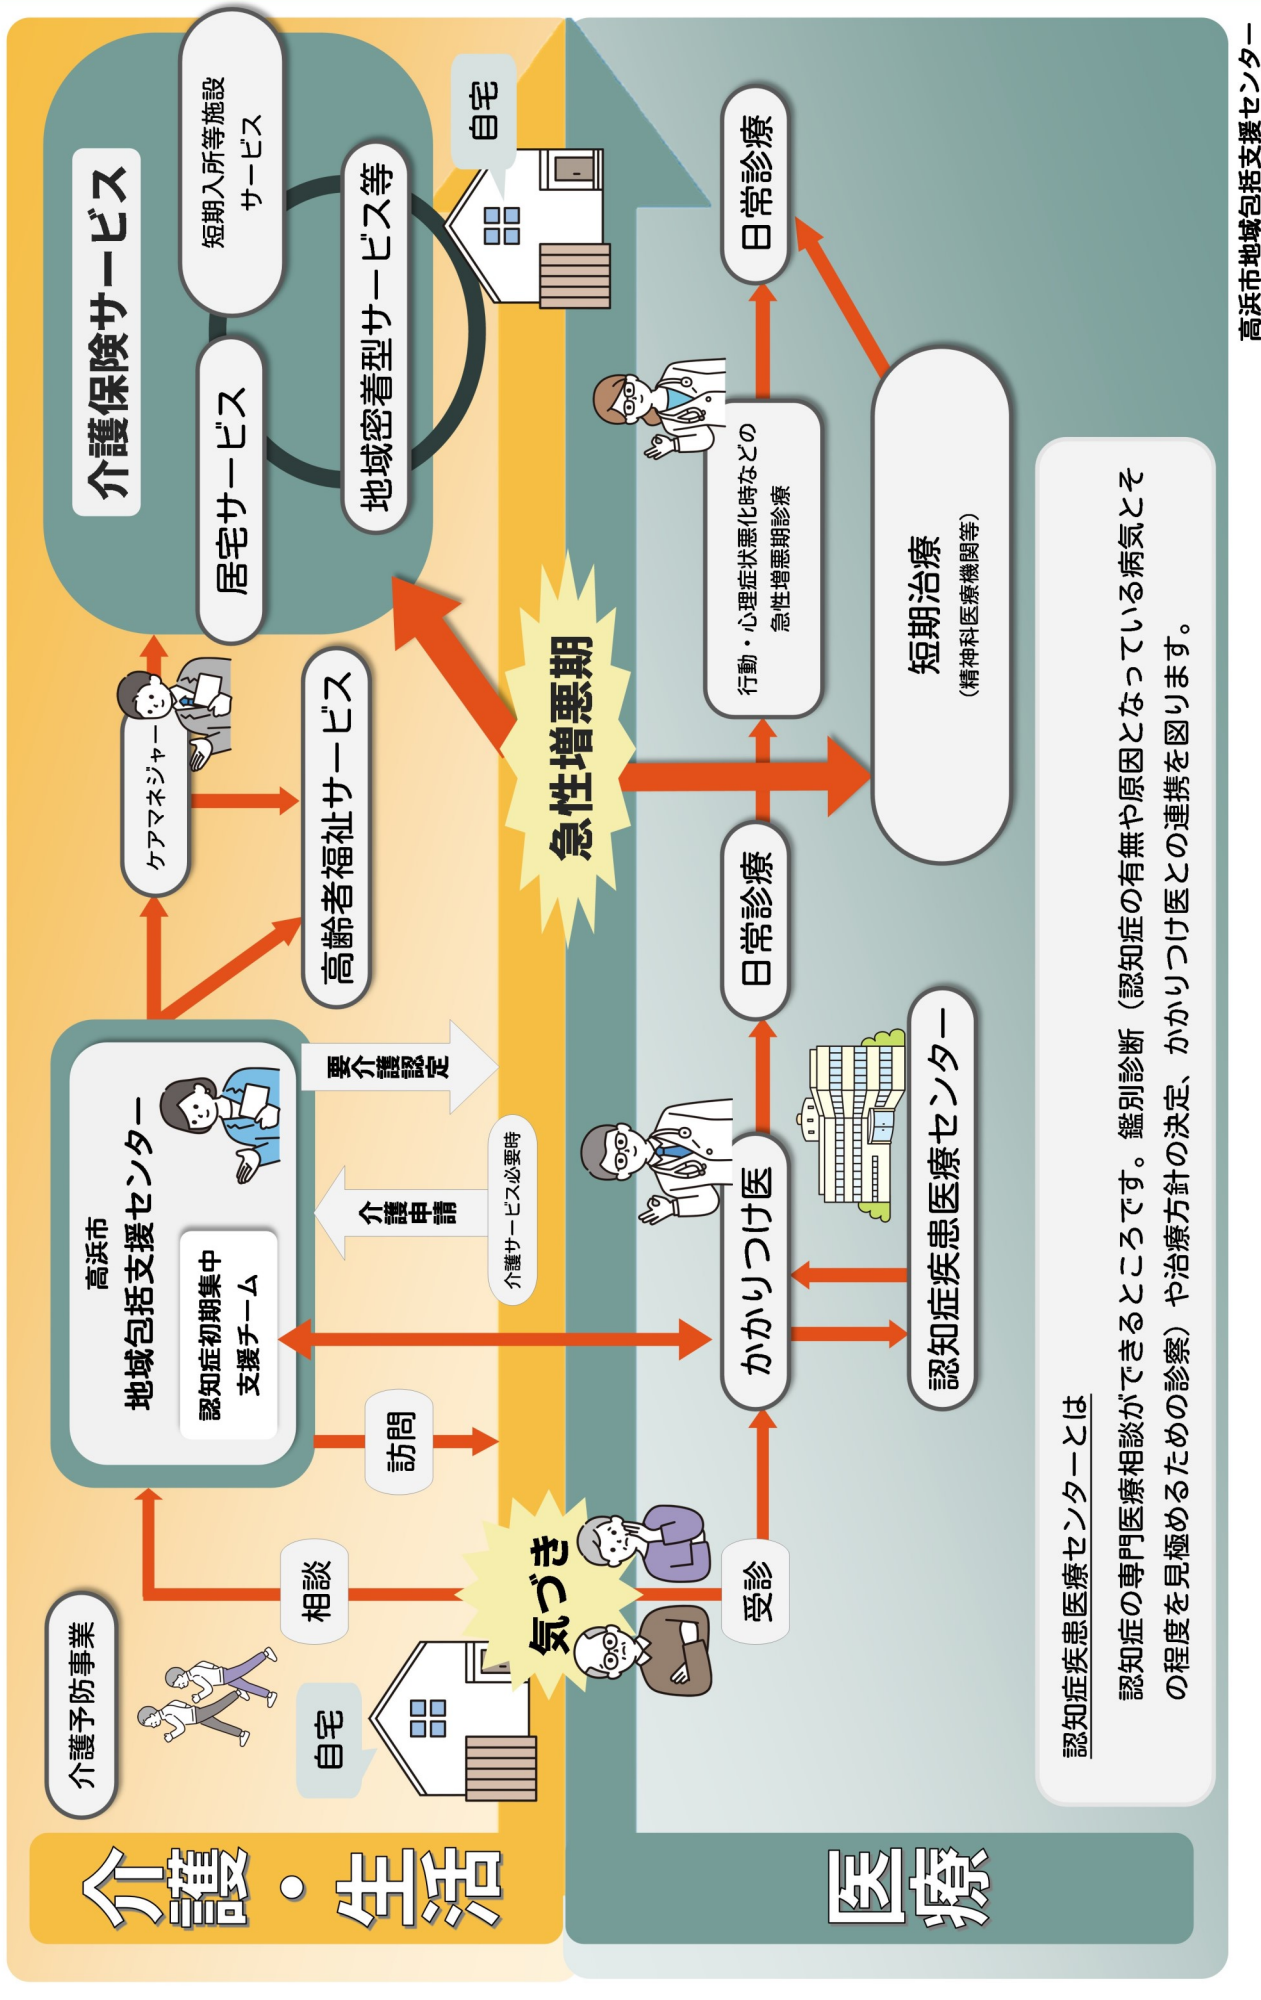 介護・生活
介護予防事業
自宅
相談
気づき
訪問
高浜市
地域包括支援センター
認知症初期集中
支援チーム
介護申請
要介護認定
介護サービス必要時
ケアマネジャー
高齢者福祉サービス
介護保険サービス
居宅サービス
短期入所等施設
サービス
地域密着型サービス等
自宅
急性増悪期
医療
受診
かかりつけ医
認知症疾患医療センター
日常診療
行動・心理症状悪化時などの
急性増悪期診療
短期治療
（精神科医療機関等）
日常診療
認知症疾患医療センターとは
認知症の専門医療相談ができるところです。鑑別診断（認知症の有無や原因となっている病気とそ
の程度を見極めるための診察）や治療方針の決定、かかりつけ医との連携を図ります。
高浜市地域包括支援センター